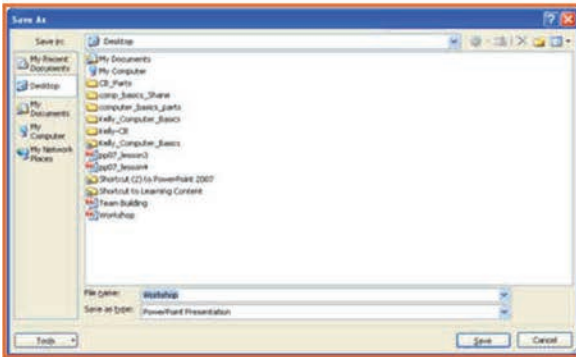 Save As
Save in: Desktop
My Recent Documents
Desktop
My Documents
My Computer
My Network Places
My Documents
My Computer
CB_Parts
comp_basics_Shane
computer_basics_parts
Kelly_Computer_Basics
Kelly-CB
Kelly_Computer_Basics
pp07_lesson3
pp07_lesson4
Shortcut (2) to PowerPoint 2007
Shortcut to Learning Content
Team Building
Workshop
File name: Workshop
Save as type: PowerPoint Presentation
Tools Save Cancel